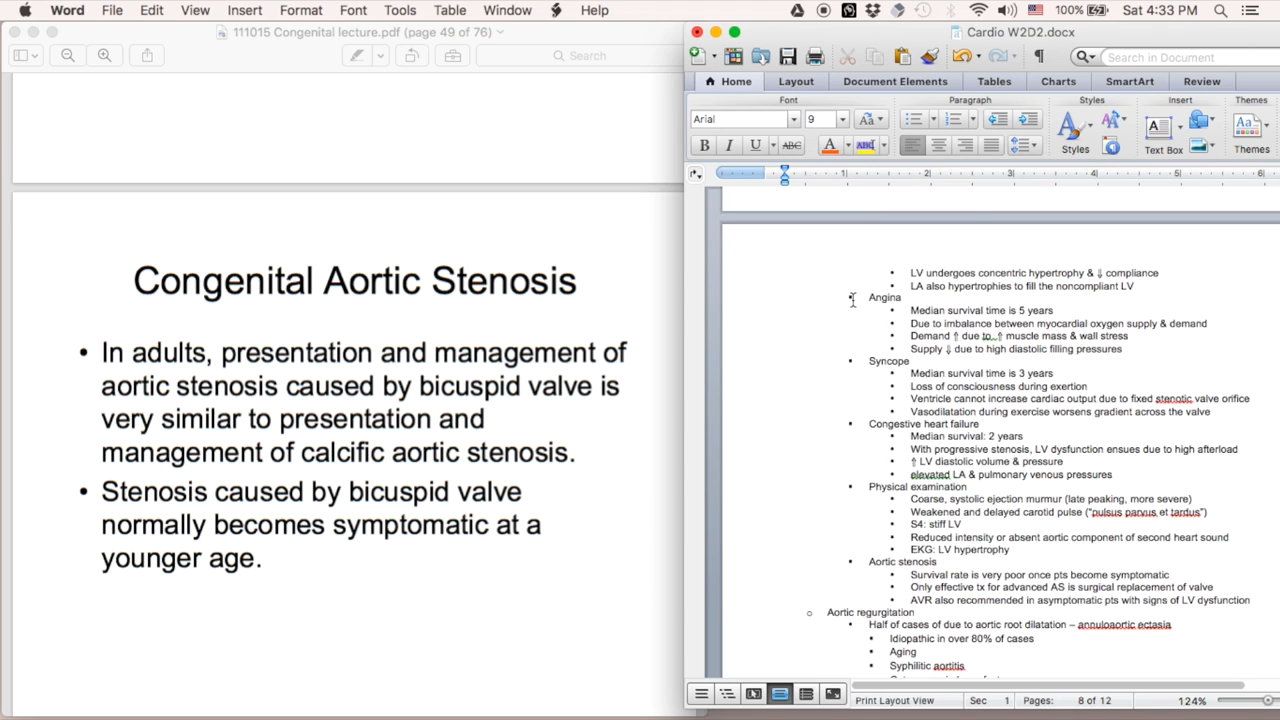 Word File Edit View Insert Format Font Tools Table Window Help 100% Sat 4:33 PM
111015 Congenital lecture.pdf (page 49 of 76)
Search
Congenital Aortic Stenosis
• In adults, presentation and management of
aortic stenosis caused by bicuspid valve is
very similar to presentation and
management of calcific aortic stenosis.
• Stenosis caused by bicuspid valve
normally becomes symptomatic at a
younger age.
Cardio W2D2.docx
Search in Document
Home Layout Document Elements Tables Charts SmartArt Review
Font Paragraph Styles Insert Themes
Arial 9 Aa
B I U ABC A ABC Styles Text Box Themes
1 2 3 4 5 6
• LV undergoes concentric hypertrophy & ⇓ compliance
• LA also hypertrophies to fill the noncompliant LV
▪ Angina
• Median survival time is 5 years
• Due to imbalance between myocardial oxygen supply & demand
• Demand ⇑ due to ⇑ muscle mass & wall stress
• Supply ⇓ due to high diastolic filling pressures
▪ Syncope
• Median survival time is 3 years
• Loss of consciousness during exertion
• Ventricle cannot increase cardiac output due to fixed stenotic valve orifice
• Vasodilatation during exercise worsens gradient across the valve
▪ Congestive heart failure
• Median survival: 2 years
• With progressive stenosis, LV dysfunction ensues due to high afterload
• ⇑ LV diastolic volume & pressure
• elevated LA & pulmonary venous pressures
▪ Physical examination
• Coarse, systolic ejection murmur (late peaking, more severe)
• Weakened and delayed carotid pulse ("pulsus parvus et tardus")
• S4: stiff LV
• Reduced intensity or absent aortic component of second heart sound
• EKG: LV hypertrophy
▪ Aortic stenosis
• Survival rate is very poor once pts become symptomatic
• Only effective tx for advanced AS is surgical replacement of valve
• AVR also recommended in asymptomatic pts with signs of LV dysfunction
o Aortic regurgitation
▪ Half of cases of due to aortic root dilatation – annuloaortic ectasia
▪ Idiopathic in over 80% of cases
▪ Aging
▪ Syphilitic aortitis
Print Layout View Sec 1 Pages: 8 of 12 124%